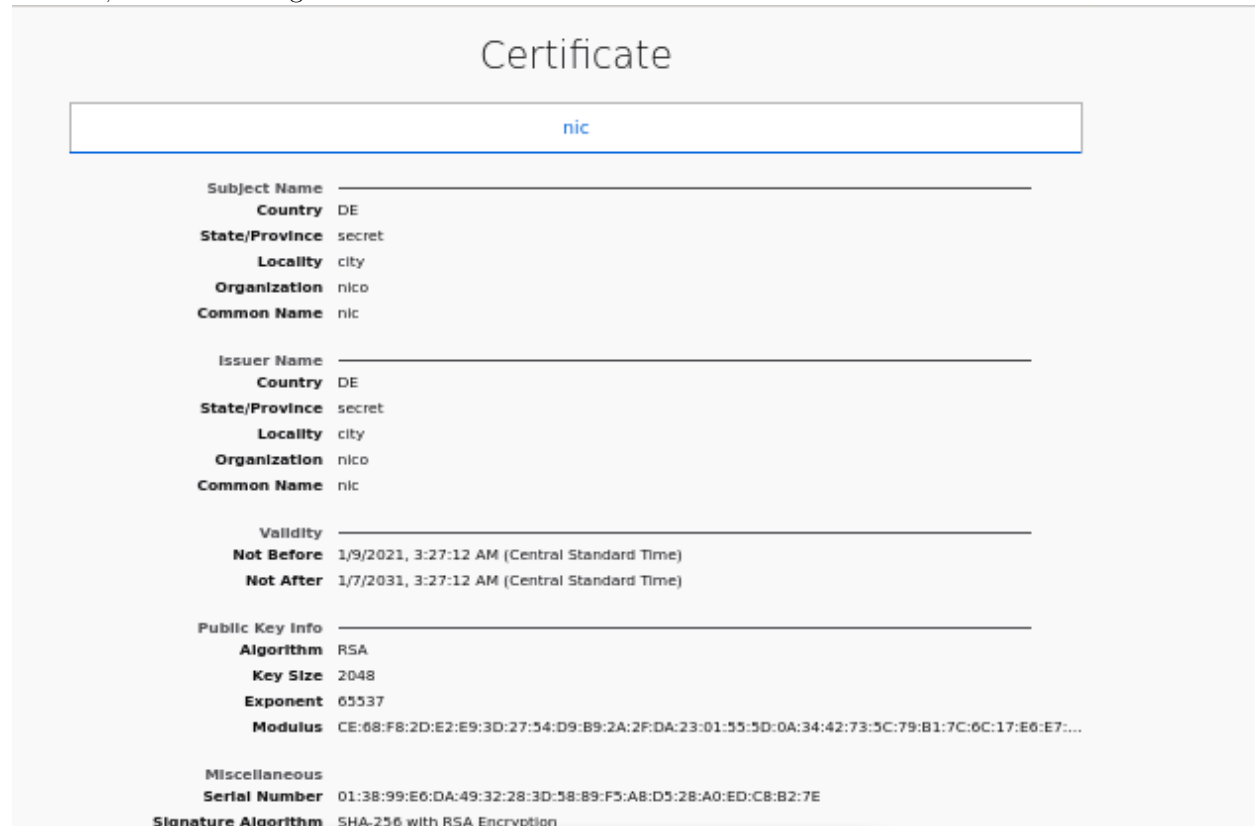 Certificate
nic
Subject Name
Country DE
State/Province secret
Locality city
Organization nico
Common Name nic
Issuer Name
Country DE
State/Province secret
Locality city
Organization nico
Common Name nic
Validity
Not Before 1/9/2021, 3:27:12 AM (Central Standard Time)
Not After 1/7/2031, 3:27:12 AM (Central Standard Time)
Public Key Info
Algorithm RSA
Key Size 2048
Exponent 65537
Modulus CE:68:F8:2D:E2:E9:3D:27:54:D9:B9:2A:2F:DA:23:01:55:5D:0A:34:42:73:5C:79:B1:7C:6C:17:E6:E7:...
Miscellaneous
Serial Number 01:38:99:E6:DA:49:32:28:3D:58:89:F5:A8:D5:28:A0:ED:C8:B2:7E
Signature Algorithm SHA-256 with RSA Encryption